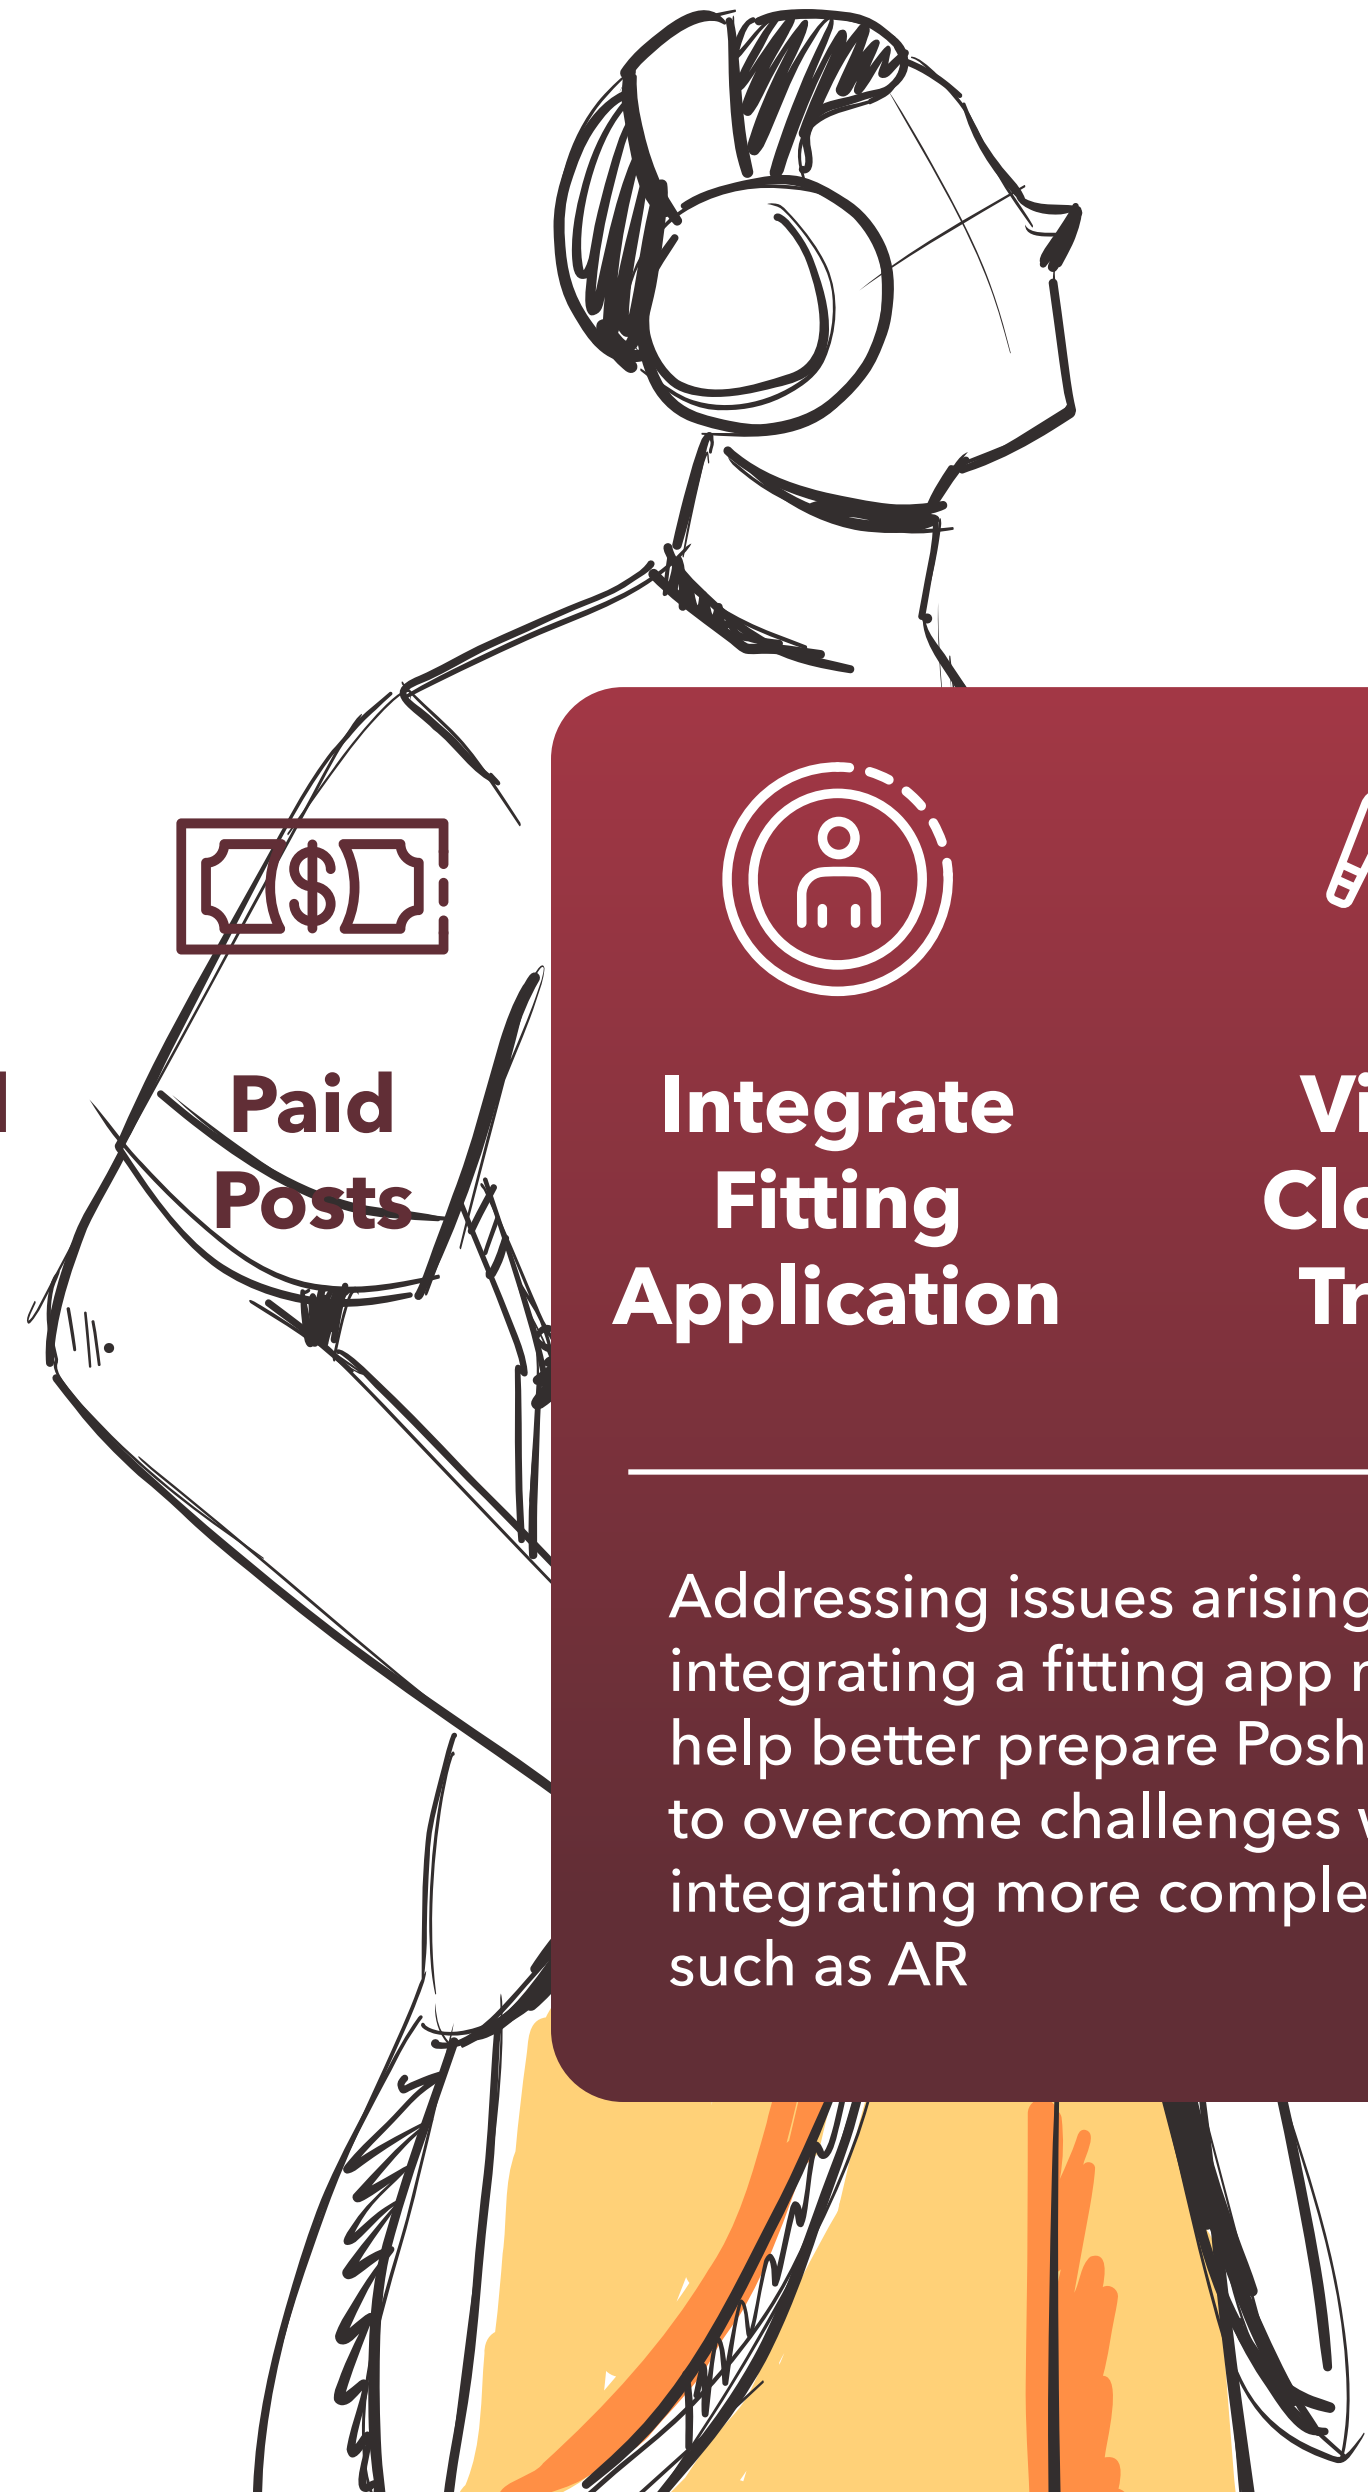 Paid
Posts
Integrate
Fitting
Application
Addressing issues arising
integrating a fitting app
help better prepare Posh
to overcome challenges
integrating more comple
such as AR